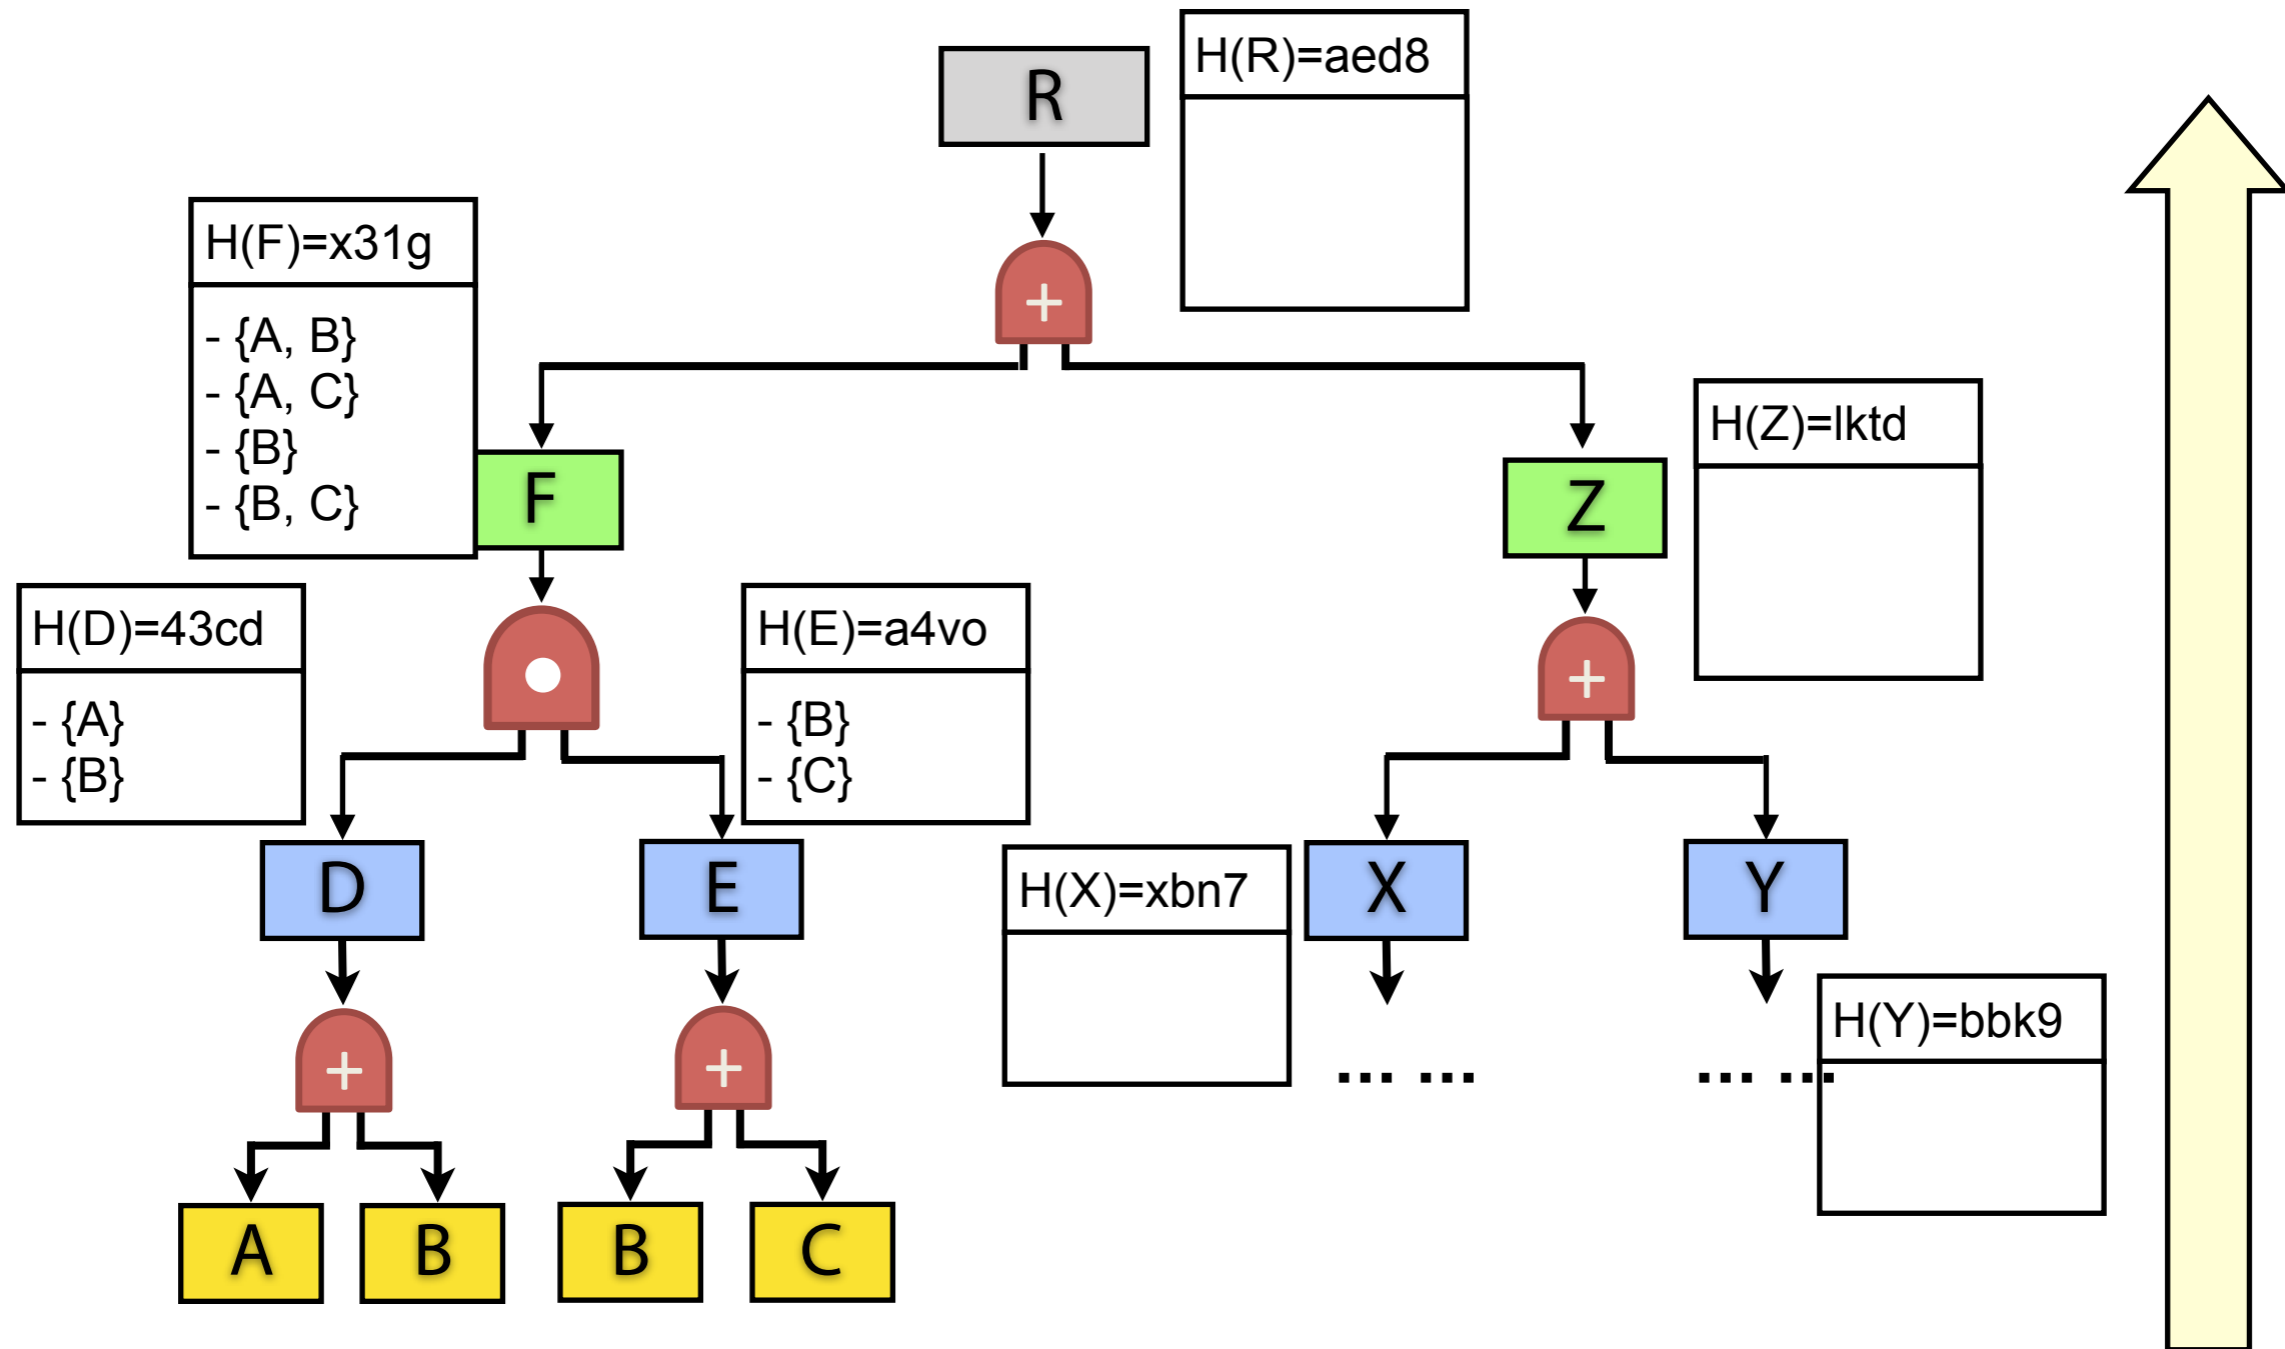 R
H(R)=aed8
+
H(F)=x31g
- {A, B}
- {A, C}
- {B}
- {B, C}
F
H(Z)=lktd
Z
H(D)=43cd
- {A}
- {B}
H(E)=a4vo
- {B}
- {C}
+
D
E
H(X)=xbn7
X
Y
H(Y)=bbk9
+
+
... ...
... ...
A
B
B
C